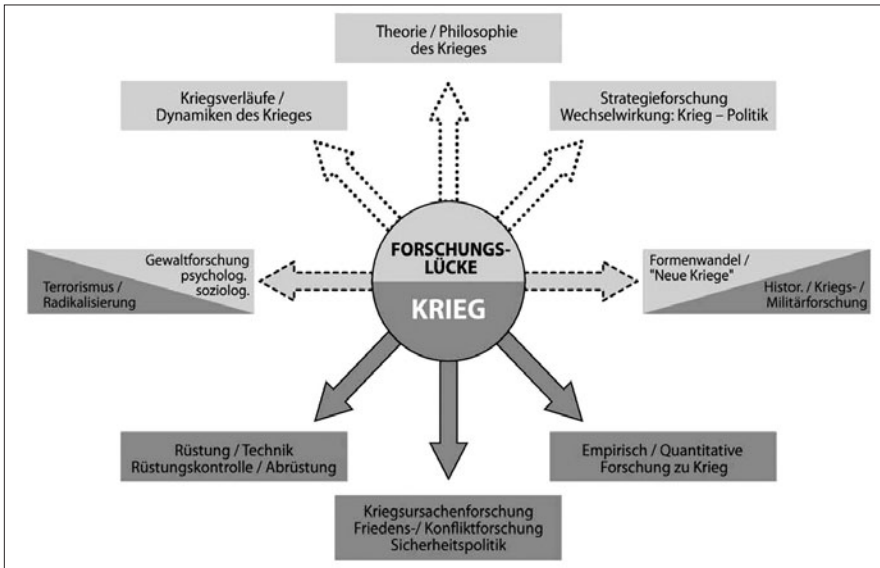 Theorie / Philosophie
des Krieges
Kriegsverläufe /
Dynamiken des Krieges
Strategieforschung
Wechselwirkung: Krieg – Politik
FORSCHUNGS-
LÜCKE
KRIEG
Gewaltforschung
psycholog.
soziolog.
Terrorismus /
Radikalisierung
Formenwandel /
"Neue Kriege"
Histor. / Kriegs- /
Militärforschung
Rüstung / Technik
Rüstungskontrolle / Abrüstung
Empirisch / Quantitative
Forschung zu Krieg
Kriegsursachenforschung
Friedens-/ Konfliktforschung
Sicherheitspolitik